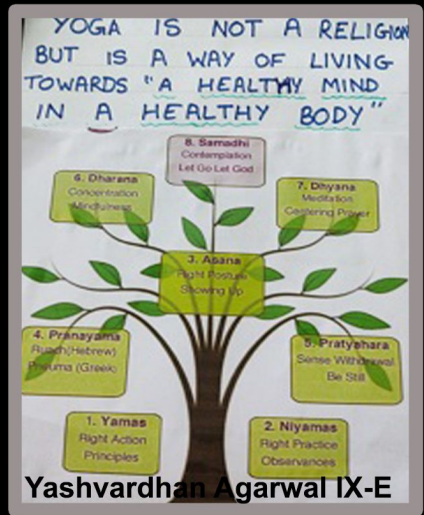 YOGA IS NOT A RELIGION
BUT IS A WAY OF LIVING
TOWARDS "A HEALTHY MIND
IN A HEALTHY BODY"
8. Samadhi
Contemplation
Let Go Let God
6. Dharana
Concentration
Mindfulness
7. Dhyana
Meditation
Centering Prayer
3. Asana
Right Posture
Showing Up
4. Pranayama
Ruach(Hebrew)
Pneuma (Greek)
5. Pratyahara
Sense Withdrawal
Be Still
1. Yamas
Right Action
Principles
2. Niyamas
Right Practice
Observances
Yashvardhan Agarwal IX-E